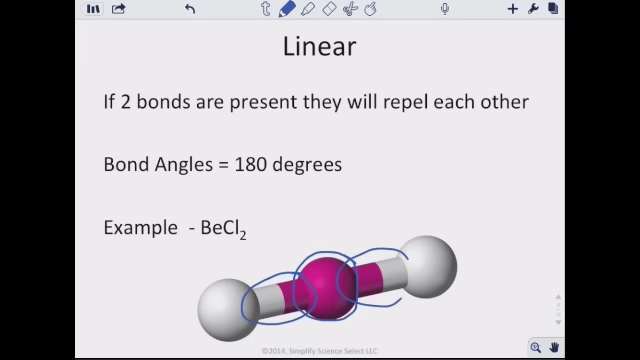 Linear
If 2 bonds are present they will repel each other
Bond Angles = 180 degrees
Example - BeCl₂
©2014, Simplify Science Select LLC